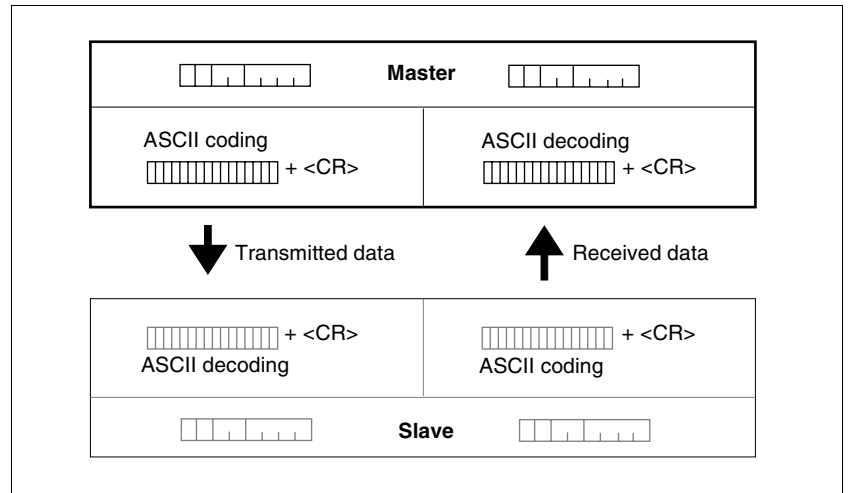 Master
ASCII coding
+ <CR>
ASCII decoding
+ <CR>
Transmitted data
Received data
+ <CR>
ASCII decoding
+ <CR>
ASCII coding
Slave